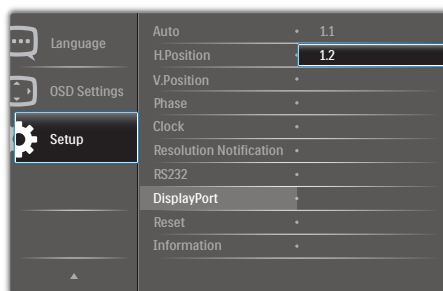 Language
OSD Settings
Setup
Auto
H.Position
V.Position
Phase
Clock
Resolution Notification
RS232
DisplayPort
Reset
Information
1.1
1.2